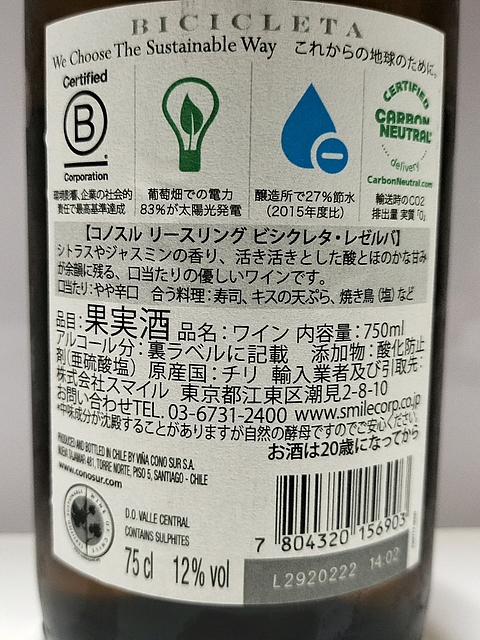 BICICLETA
We Choose The Sustainable Way これからの地球のために。
Certified
B
Corporation
環境影響、企業の社会的
責任で最高基準達成
葡萄畑での電力
83%が太陽光発電
醸造所で27%節水
(2015年度比)
CERTIFIED
CARBON
NEUTRAL
delivery
CarbonNeutral.com
輸送時のCO2
排出量 実質「0」
【コノスル リースリング ビシクレタ・レゼルバ】
シトラスやジャスミンの香り、活き活きとした酸とほのかな甘み
が余韻に残る、口当たりの優しいワインです。
口当たり:やや辛口 合う料理:寿司、キスの天ぷら、焼き鳥(塩)など
品目:果実酒 品名:ワイン 内容量:750ml
アルコール分:裏ラベルに記載 添加物:酸化防止
剤(亜硫酸塩) 原産国:チリ 輸入業者及び引取先:
株式会社スマイル 東京都江東区潮見2-8-10
お問い合わせTEL. 03-6731-2400 www.smilecorp.co.jp
*中味成分が沈殿することがありますが自然の酵母ですのでご安心ください。
お酒は20歳になってから
PRODUCED AND BOTTLED IN CHILE BY VIÑA CONO SUR S.A.
NUEVA TAJAMAR 481, TORRE NORTE, PISO 5, SANTIAGO - CHILE
www.conosur.com
D.O. VALLE CENTRAL
CONTAINS SULPHITES
75 cl 12% vol
7 804320 156903
L2920222 14:02